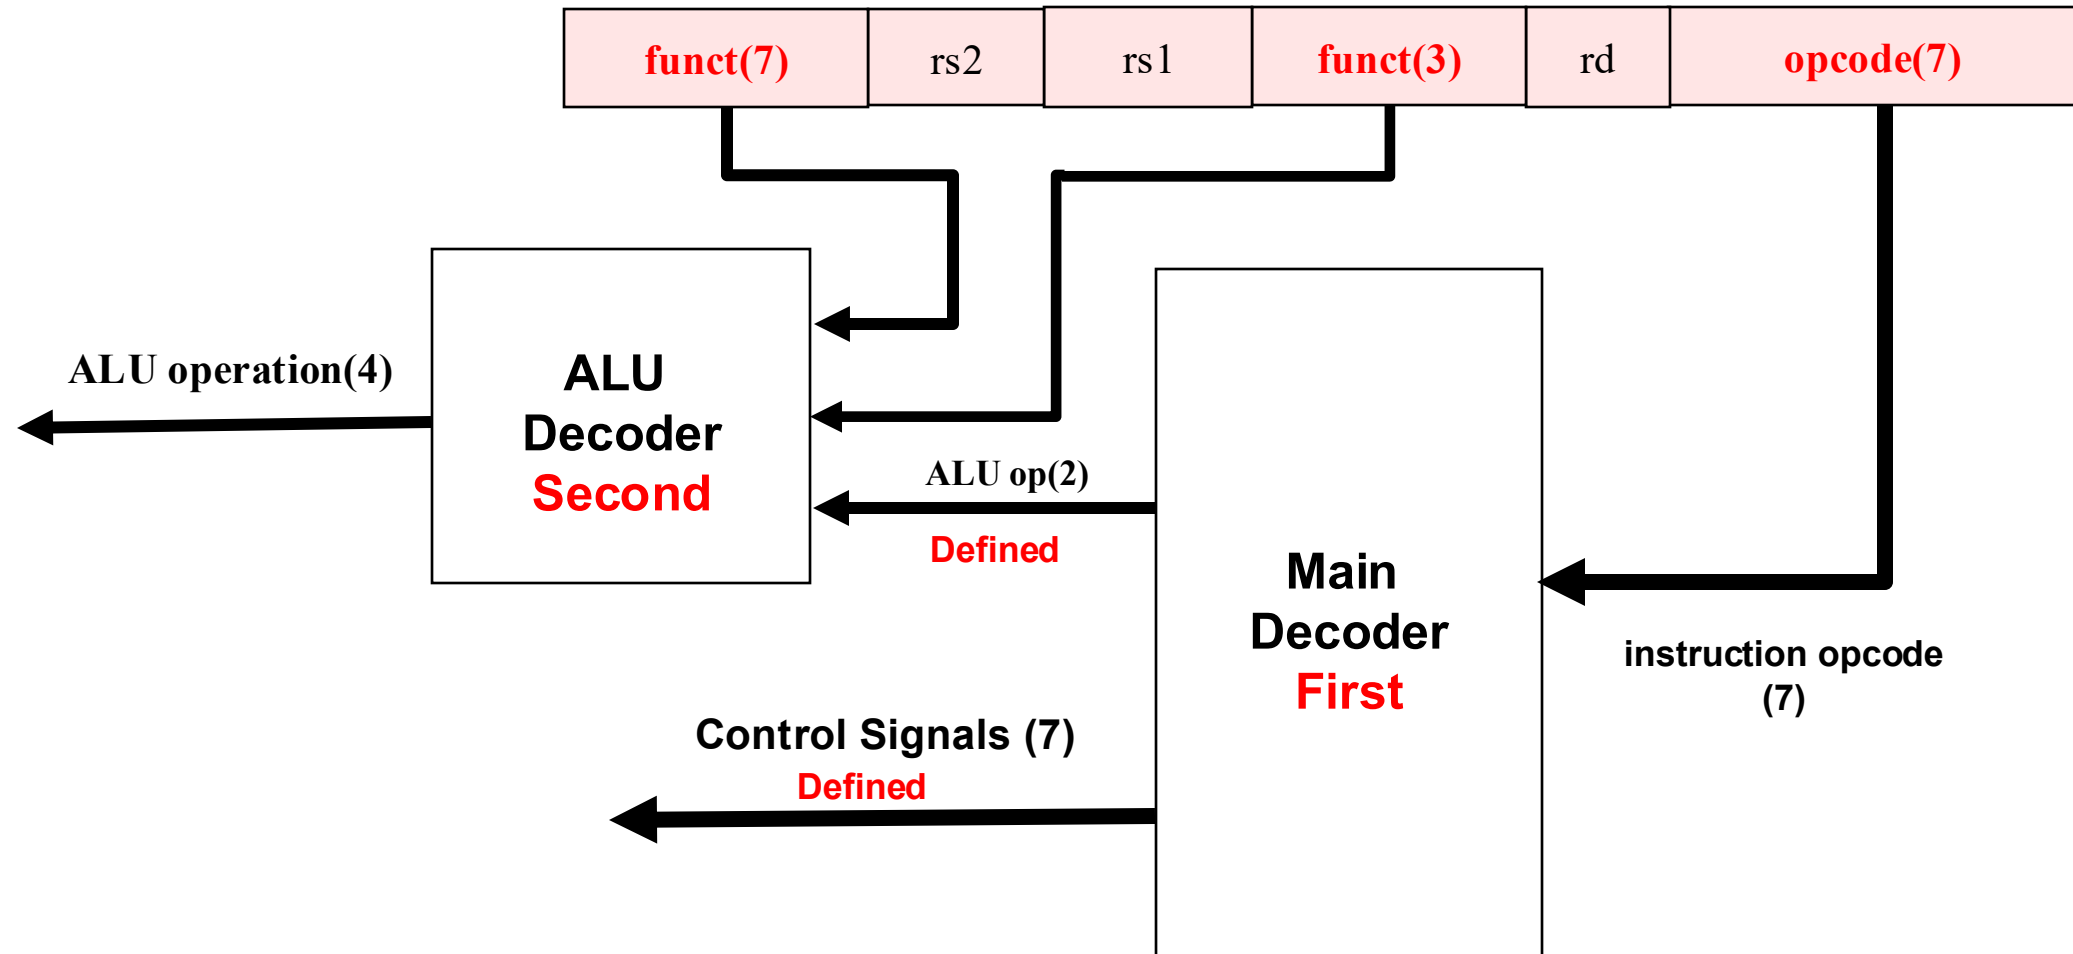 funct(7) rs2 rs1 funct(3) rd opcode(7)
ALU operation(4)
ALU
Decoder
Second
ALU op(2)
Defined
Main
Decoder
First
instruction opcode
(7)
Control Signals (7)
Defined